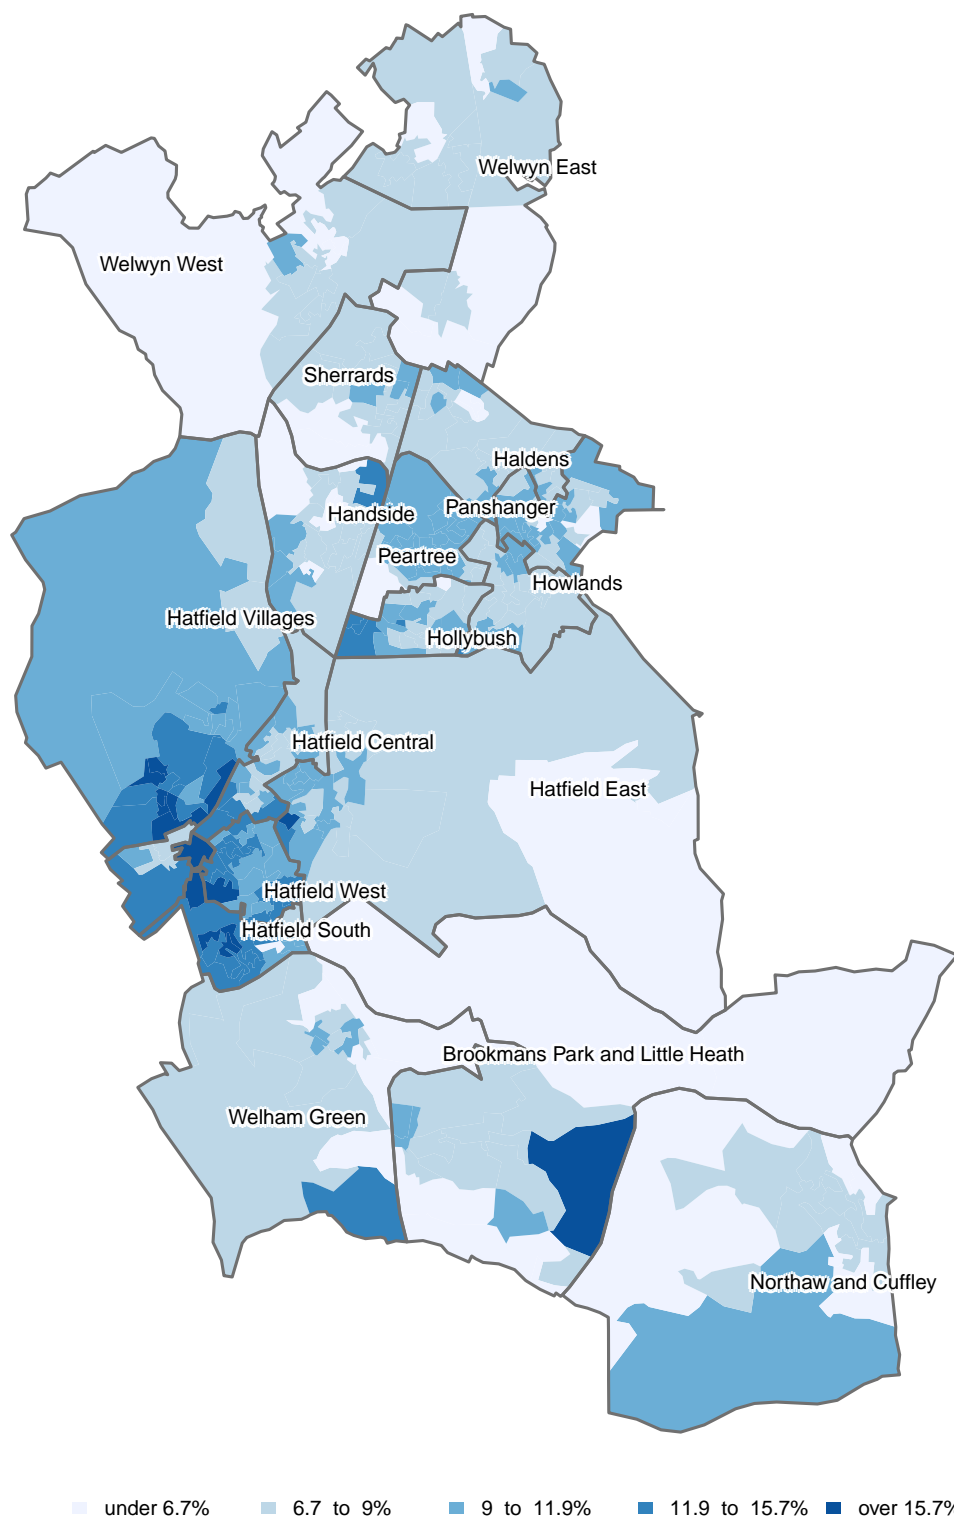 Welwyn East
Welwyn West
Sherrards
Haldens
Panshanger
Handside
Peartree
Howlands
Hatfield Villages
Hollybush
Hatfield Central
Hatfield East
Hatfield West
Hatfield South
Brookmans Park and Little Heath
Welham Green
Northaw and Cuffley
under 6.7% 6.7 to 9% 9 to 11.9% 11.9 to 15.7% over 15.7%